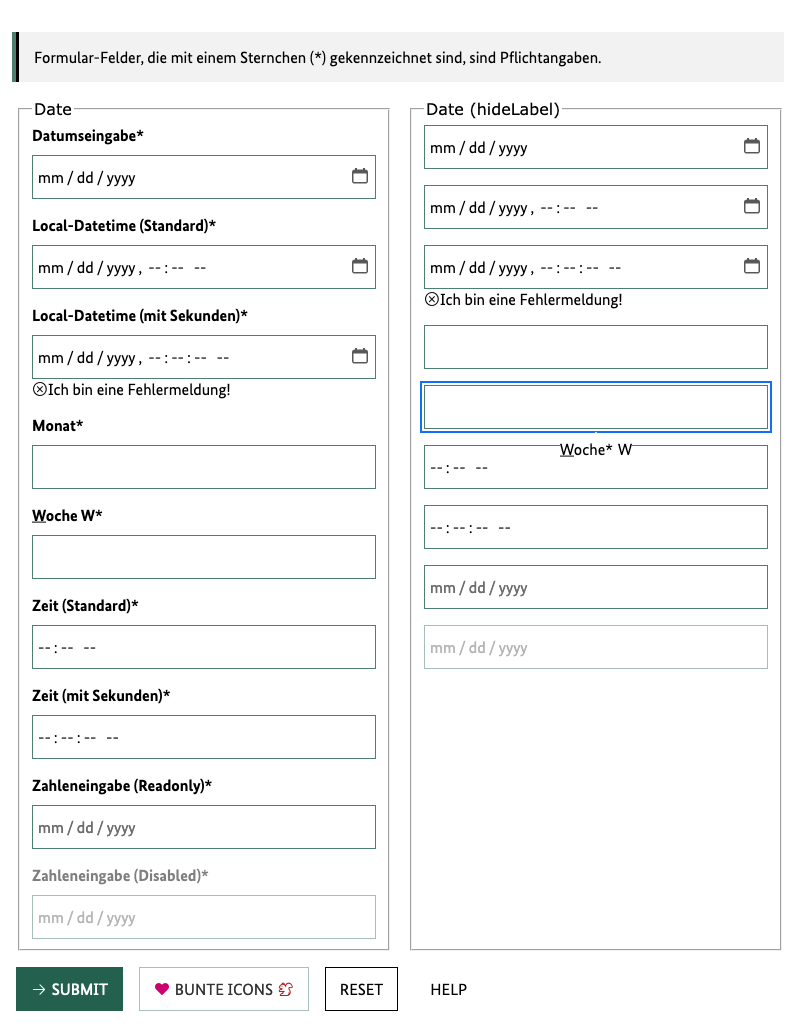 Formular-Felder, die mit einem Sternchen (*) gekennzeichnet sind, sind Pflichtangaben.
Date
Datumseingabe*
mm / dd / yyyy
Local-Datetime (Standard)*
mm / dd / yyyy, --:-- --
Local-Datetime (mit Sekunden)*
mm / dd / yyyy, --:--:-- --
Ich bin eine Fehlermeldung!
Monat*
Woche W*
Zeit (Standard)*
--:-- --
Zeit (mit Sekunden)*
--:--:-- --
Zahleneingabe (Readonly)*
mm / dd / yyyy
Zahleneingabe (Disabled)*
mm / dd / yyyy
Date (hideLabel)
mm / dd / yyyy
mm / dd / yyyy, --:-- --
mm / dd / yyyy, --:--:-- --
Ich bin eine Fehlermeldung!
Woche* W
--:-- --
--:--:-- --
mm / dd / yyyy
mm / dd / yyyy
SUBMIT
BUNTE ICONS
RESET
HELP